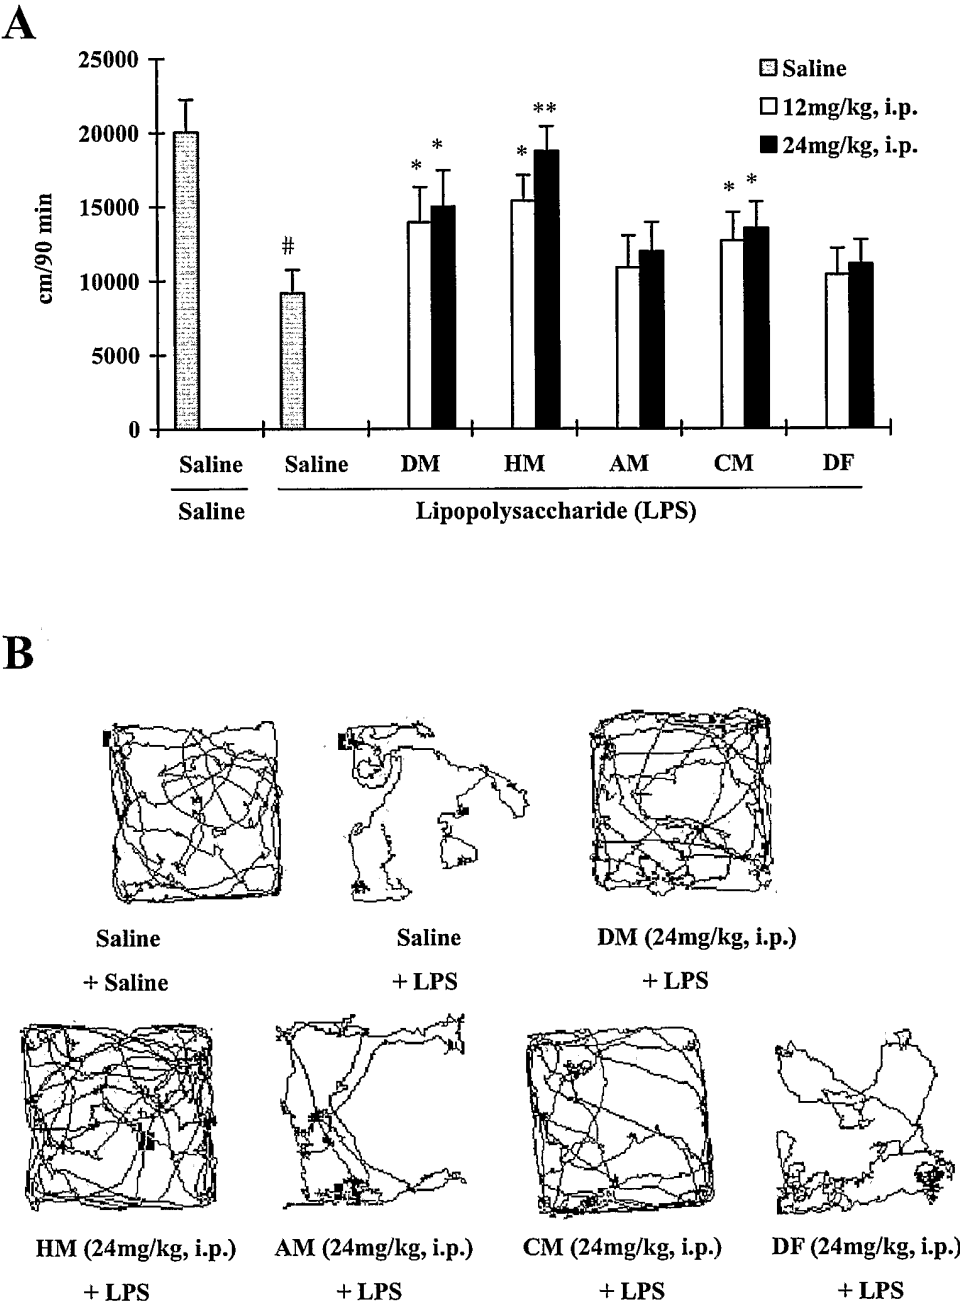 A
25000
20000
15000
10000
5000
0
cm/90 min
Saline
12mg/kg, i.p.
24mg/kg, i.p.
#
* *
* **
* *
Saline Saline DM HM AM CM DF
Saline Lipopolysaccharide (LPS)
B
Saline
+ Saline
Saline
+ LPS
DM (24mg/kg, i.p.)
+ LPS
HM (24mg/kg, i.p.)
+ LPS
AM (24mg/kg, i.p.)
+ LPS
CM (24mg/kg, i.p.)
+ LPS
DF (24mg/kg, i.p.)
+ LPS